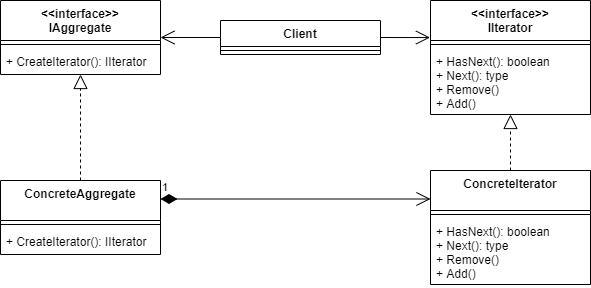 <<interface>>
IAggregate
+ CreateIterator(): IIterator
Client
<<interface>>
IIterator
+ HasNext(): boolean
+ Next(): type
+ Remove()
+ Add()
ConcreteAggregate
+ CreateIterator(): IIterator
1
ConcreteIterator
+ HasNext(): boolean
+ Next(): type
+ Remove()
+ Add()